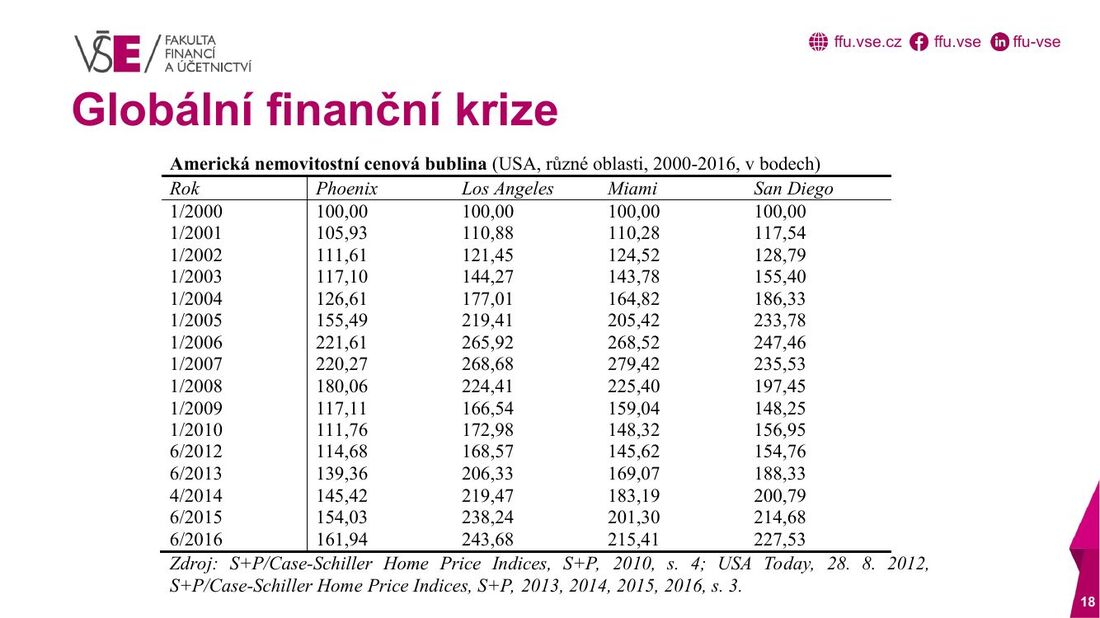 VŠE / FAKULTA
FINANCÍ
A ÚČETNICTVÍ
ffu.vse.cz ffu.vse ffu-vse
Globální finanční krize
Americká nemovitostní cenová bublina (USA, různé oblasti, 2000-2016, v bodech)
Rok Phoenix Los Angeles Miami San Diego
1/2000 100,00 100,00 100,00 100,00
1/2001 105,93 110,88 110,28 117,54
1/2002 111,61 121,45 124,52 128,79
1/2003 117,10 144,27 143,78 155,40
1/2004 126,61 177,01 164,82 186,33
1/2005 155,49 219,41 205,42 233,78
1/2006 221,61 265,92 268,52 247,46
1/2007 220,27 268,68 279,42 235,53
1/2008 180,06 224,41 225,40 197,45
1/2009 117,11 166,54 159,04 148,25
1/2010 111,76 172,98 148,32 156,95
6/2012 114,68 168,57 145,62 154,76
6/2013 139,36 206,33 169,07 188,33
4/2014 145,42 219,47 183,19 200,79
6/2015 154,03 238,24 201,30 214,68
6/2016 161,94 243,68 215,41 227,53
Zdroj: S+P/Case-Schiller Home Price Indices, S+P, 2010, s. 4; USA Today, 28. 8. 2012,
S+P/Case-Schiller Home Price Indices, S+P, 2013, 2014, 2015, 2016, s. 3.
18